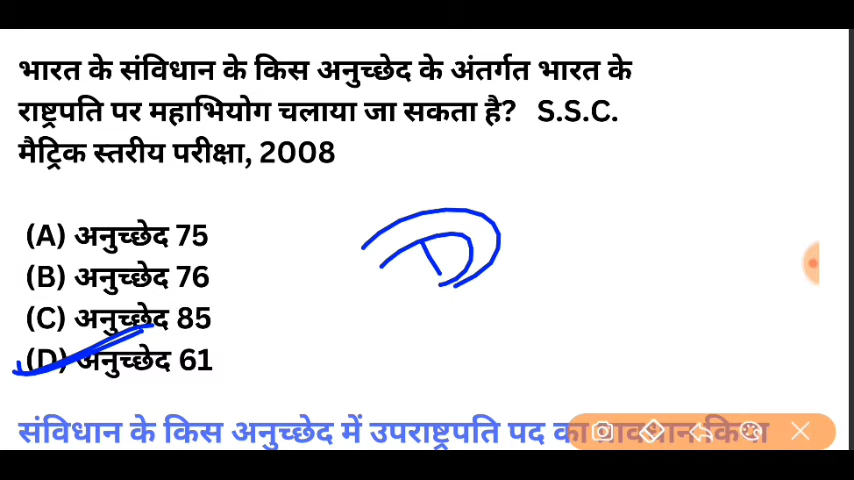 भारत के संविधान के किस अनुच्छेद के अंतर्गत भारत के
राष्ट्रपति पर महाभियोग चलाया जा सकता है? S.S.C.
मैट्रिक स्तरीय परीक्षा, 2008
(A) अनुच्छेद 75
(B) अनुच्छेद 76
(C) अनुच्छेद 85
D
(D) अनुच्छेद 61
संविधान के किस अनुच्छेद में उपराष्ट्रपति पद का प्रावधान किया